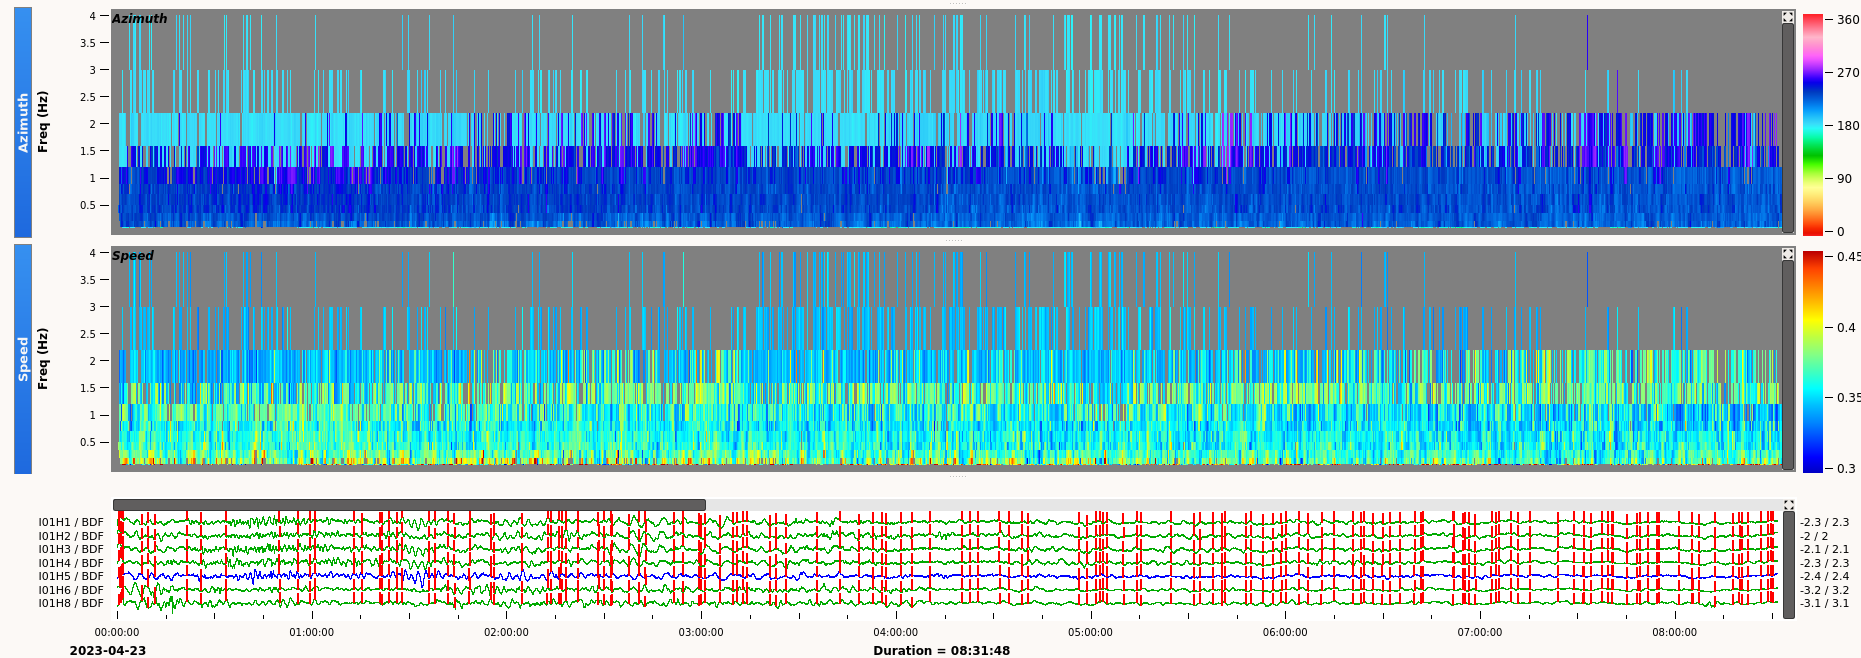 Azimuth
Azimuth
Freq (Hz)
4
3.5
3
2.5
2
1.5
1
0.5
360
270
180
90
0
Speed
Speed
Freq (Hz)
4
3.5
3
2.5
2
1.5
1
0.5
0.45
0.4
0.35
0.3
I01H1 / BDF -2.3 / 2.3
I01H2 / BDF -2 / 2
I01H3 / BDF -2.1 / 2.1
I01H4 / BDF -2.3 / 2.3
I01H5 / BDF -2.4 / 2.4
I01H6 / BDF -3.2 / 3.2
I01H8 / BDF -3.1 / 3.1
00:00:00 01:00:00 02:00:00 03:00:00 04:00:00 05:00:00 06:00:00 07:00:00 08:00:00
2023-04-23 Duration = 08:31:48